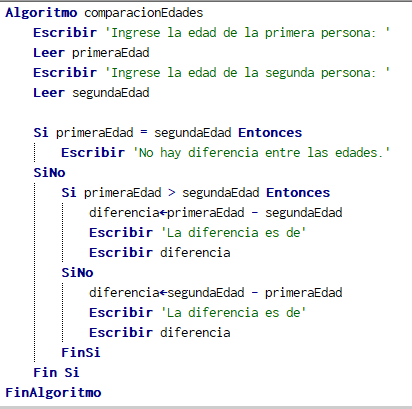 Algoritmo comparacionEdades
Escribir 'Ingrese la edad de la primera persona: '
Leer primeraEdad
Escribir 'Ingrese la edad de la segunda persona: '
Leer segundaEdad
Si primeraEdad = segundaEdad Entonces
Escribir 'No hay diferencia entre las edades.'
SiNo
Si primeraEdad > segundaEdad Entonces
diferencia←primeraEdad - segundaEdad
Escribir 'La diferencia es de'
Escribir diferencia
SiNo
diferencia←segundaEdad - primeraEdad
Escribir 'La diferencia es de'
Escribir diferencia
FinSi
Fin Si
FinAlgoritmo